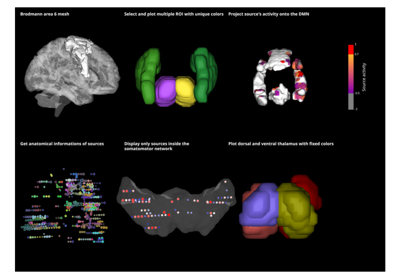 Brodmann area 6 mesh
Select and plot multiple ROI with unique colors
Project source's activity onto the DMN
Source activity
Get anatomical informations of sources
Display only sources inside the
somatomotor network
Plot dorsal and ventral thalamus with fixed colors